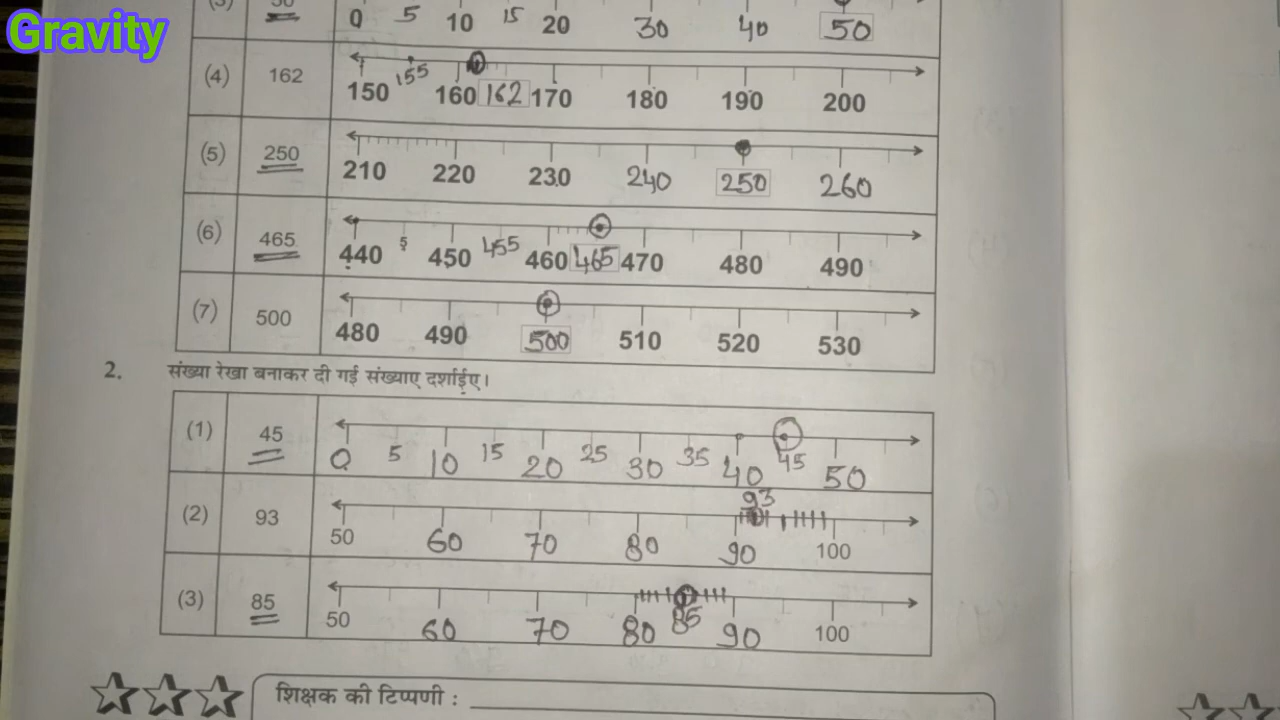 Gravity
(3) 50 0 5 10 15 20 30 40 50
(4) 162 150 155 160 162 170 180 190 200
(5) 250 210 220 230 240 250 260
(6) 465 440 5 450 455 460 465 470 480 490
(7) 500 480 490 500 510 520 530
2. संख्या रेखा बनाकर दी गई संख्याए दर्शाईए।
(1) 45 0 5 10 15 20 25 30 35 40 45 50
(2) 93 50 60 70 80 90 93 100
(3) 85 50 60 70 80 85 90 100
शिक्षक की टिप्पणी :